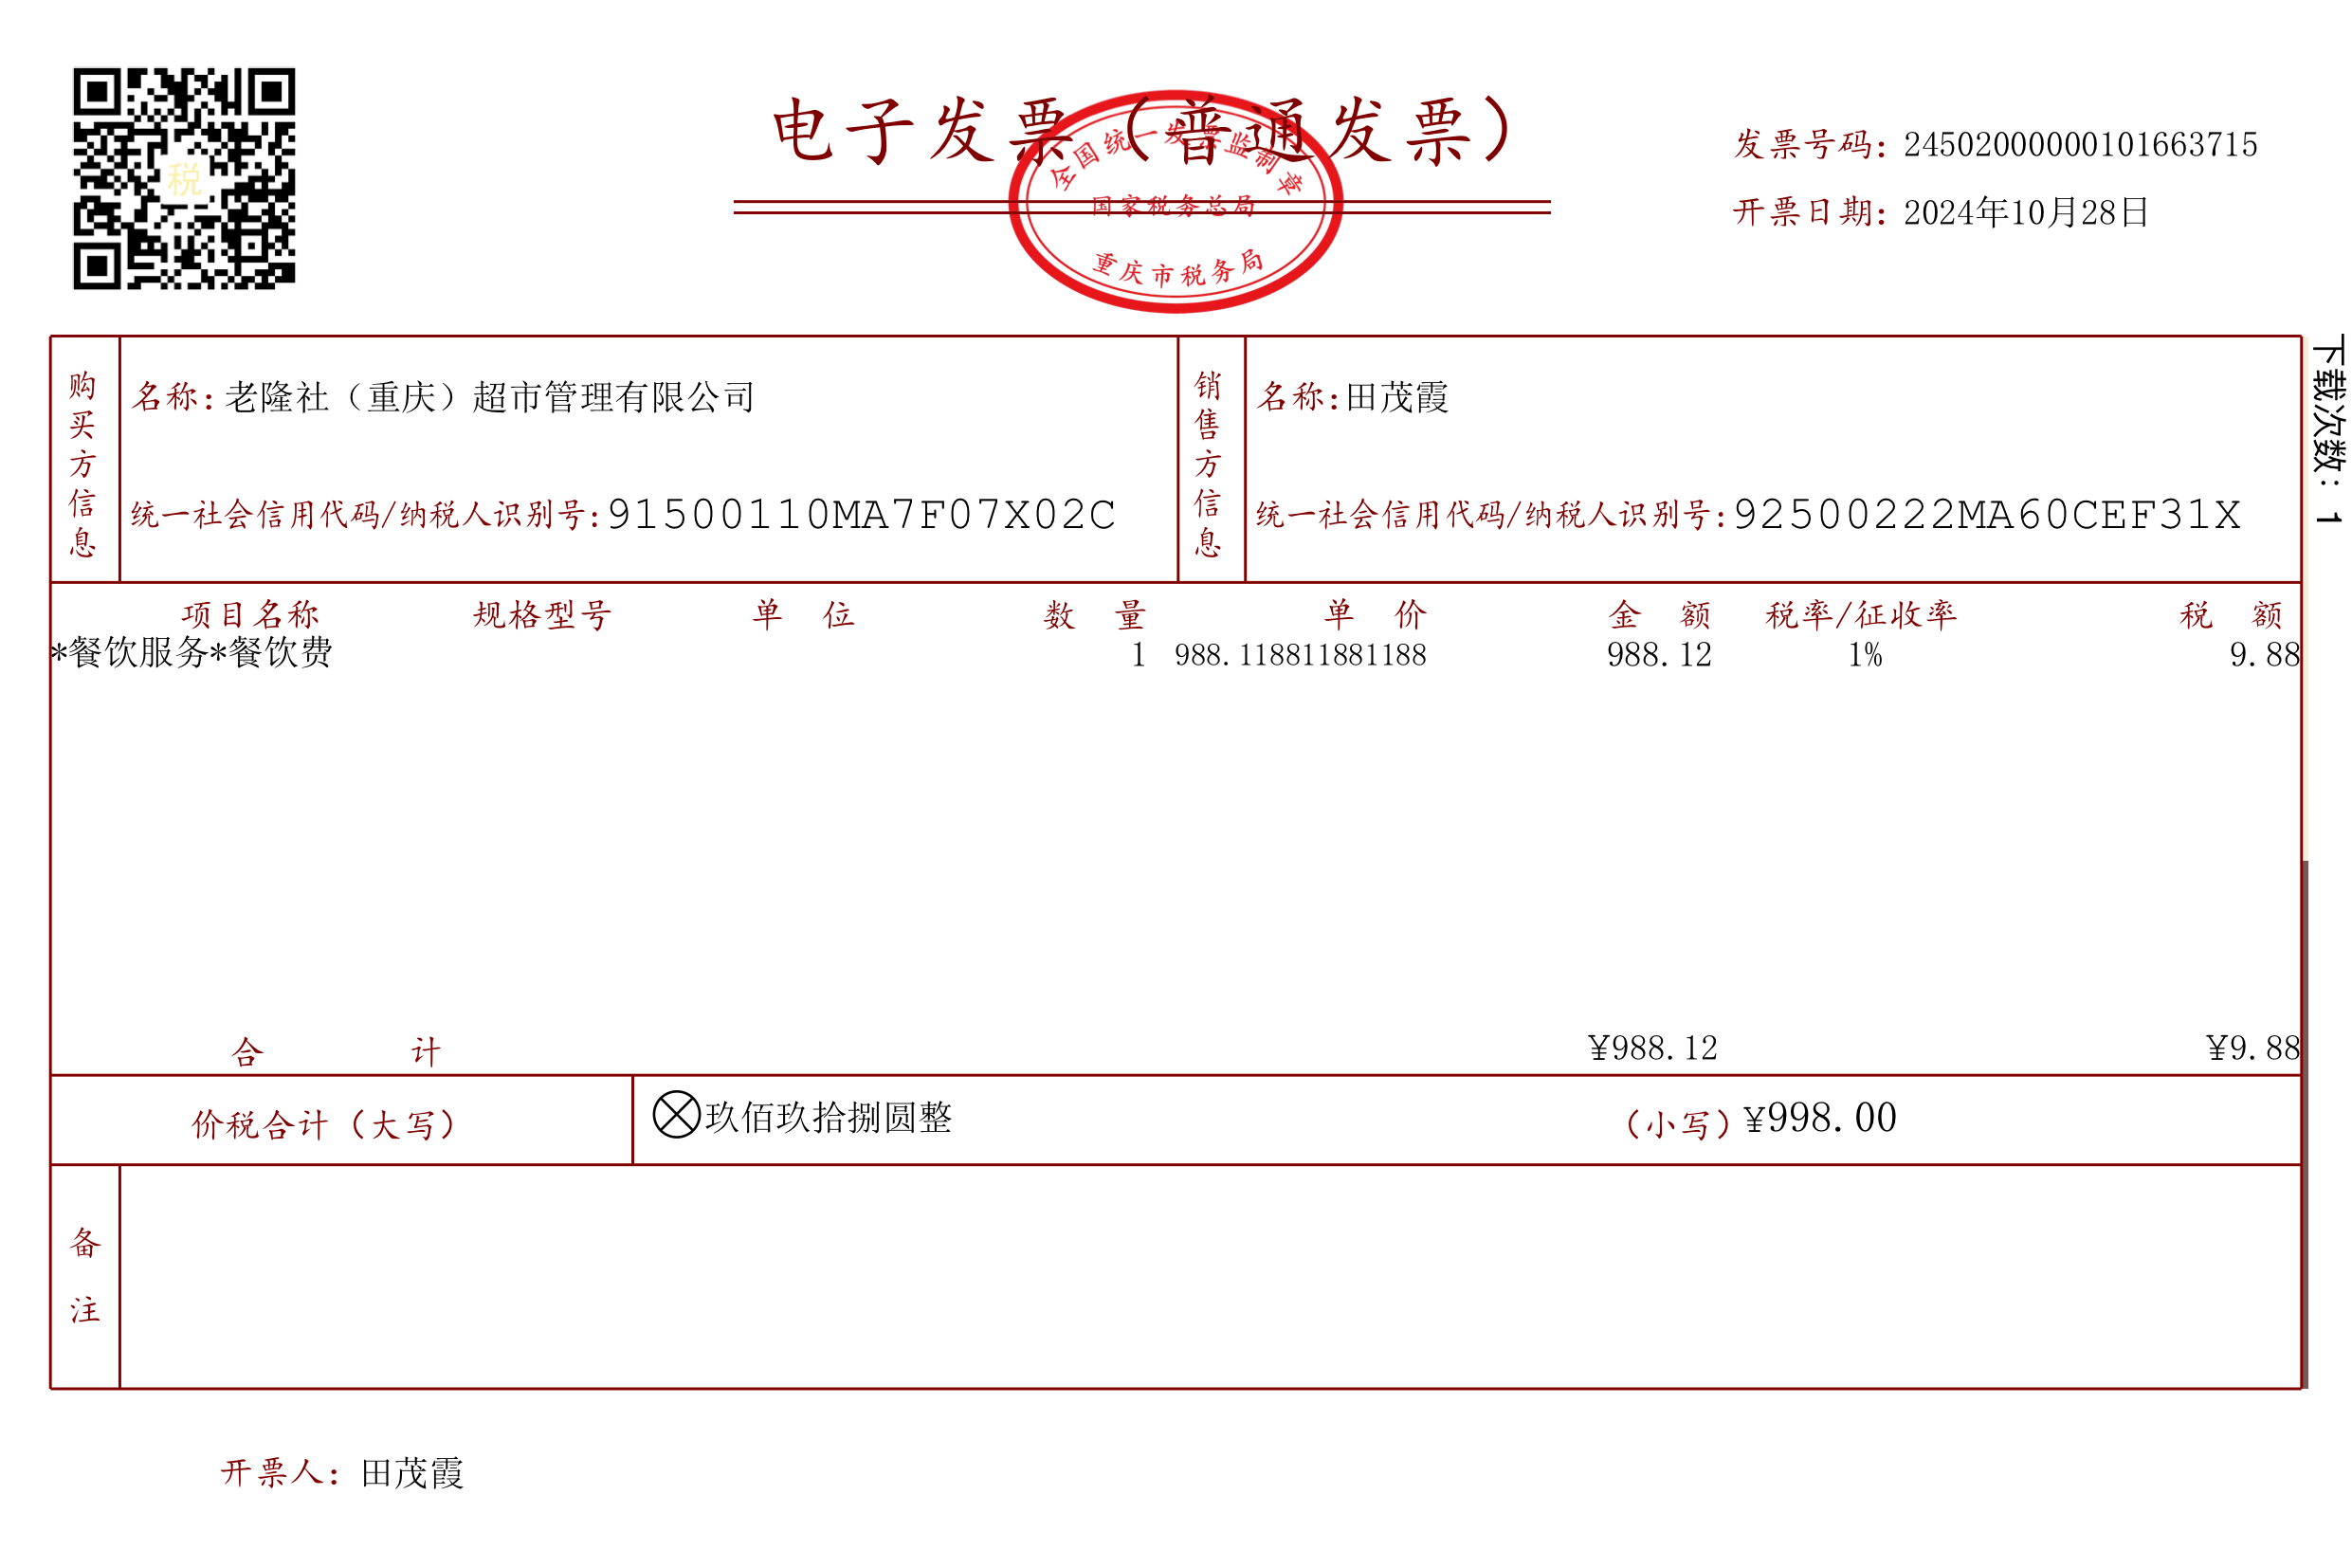 电子发票（普通发票）
全国统一发票监制章
国家税务总局
重庆市税务局
税
发票号码：24502000000101663715
开票日期：2024年10月28日
下载次数：1
购买方信息
名称：老隆社（重庆）超市管理有限公司
统一社会信用代码/纳税人识别号：91500110MA7F07X02C
销售方信息
名称：田茂霞
统一社会信用代码/纳税人识别号：92500222MA60CEF31X
项目名称 规格型号 单位 数量 单价 金额 税率/征收率 税额
*餐饮服务*餐饮费 1 988.118811881188 988.12 1% 9.88
合计 ¥988.12 ¥9.88
价税合计（大写） 玖佰玖拾捌圆整 （小写）¥998.00
备注
开票人：田茂霞